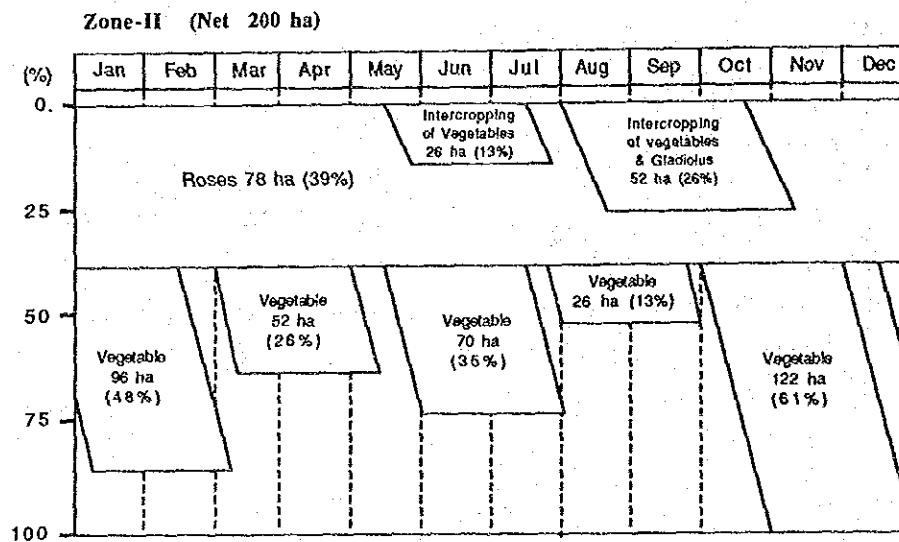 Zone-II (Net 200 ha)
(%) Jan Feb Mar Apr May Jun Jul Aug Sep Oct Nov Dec
0.
Intercropping
of Vegetables
26 ha (13%)
Intercropping
of vegetables
& Gladiolus
52 ha (26%)
Roses 78 ha (39%)
25
50
75
100
Vegetable
96 ha
(48%)
Vegetable
52 ha
(26%)
Vegetable
70 ha
(35%)
Vegetable
26 ha (13%)
Vegetable
122 ha
(61%)